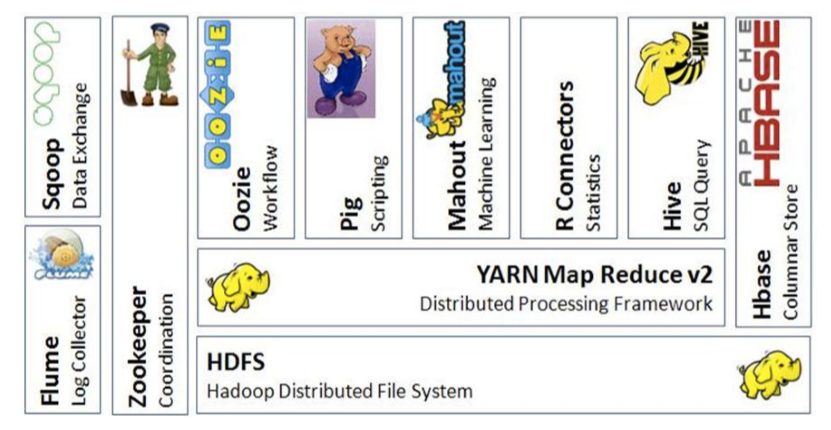 Sqoop
Data Exchange
Flume
Log Collector
FLUME
Zookeeper
Coordination
OOZIE
Oozie
Workflow
Pig
Scripting
mahout
Mahout
Machine Learning
R Connectors
Statistics
HIVE
Hive
SQL Query
APACHE
HBASE
Hbase
Columnar Store
YARN Map Reduce v2
Distributed Processing Framework
HDFS
Hadoop Distributed File System